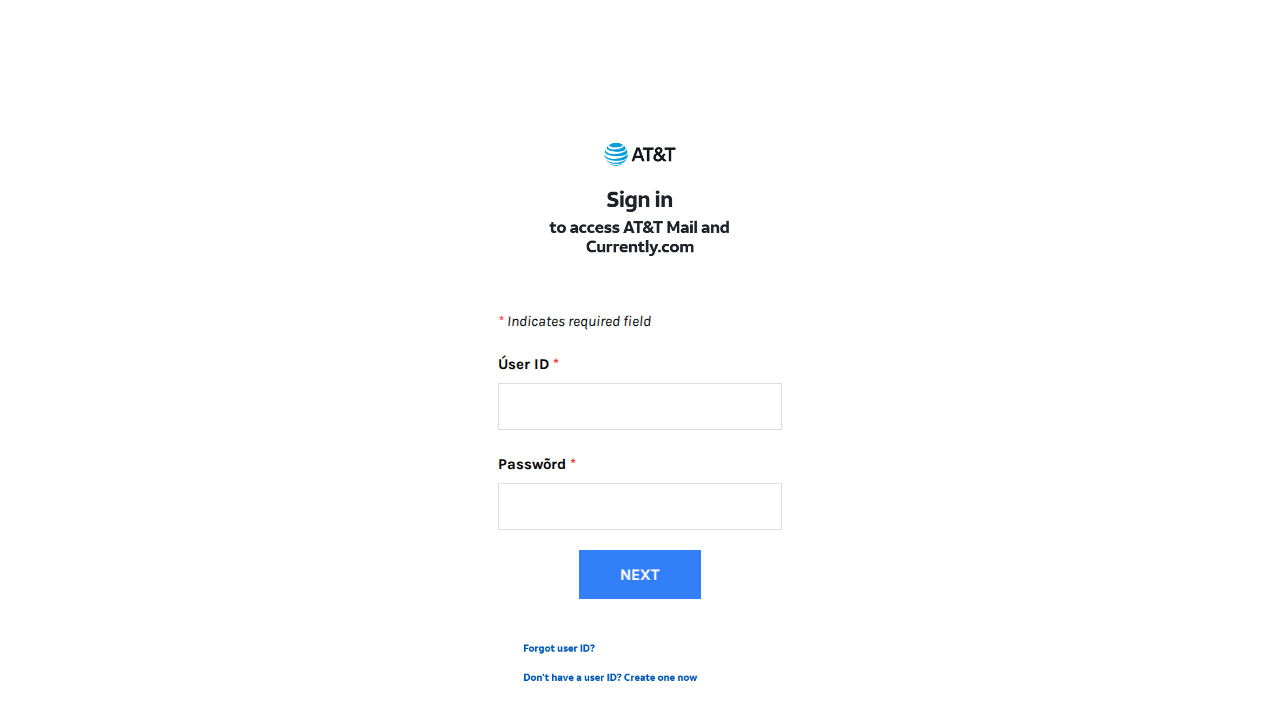 AT&T
Sign in
to access AT&T Mail and
Currently.com
* Indicates required field
Úser ID *
Passwõrd *
NEXT
Forgot user ID?
Don't have a user ID? Create one now